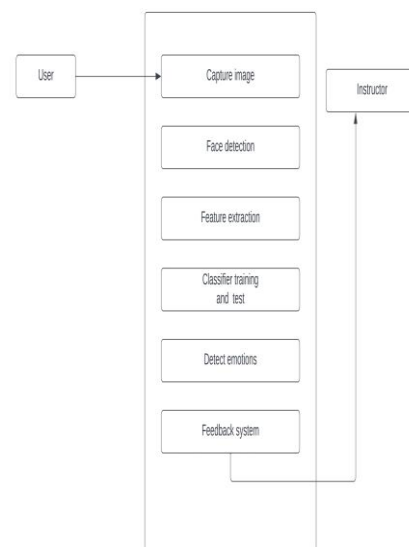 User
Capture image
Instructor
Face detection
Feature extraction
Classifier training
and test
Detect emotions
Feedback system